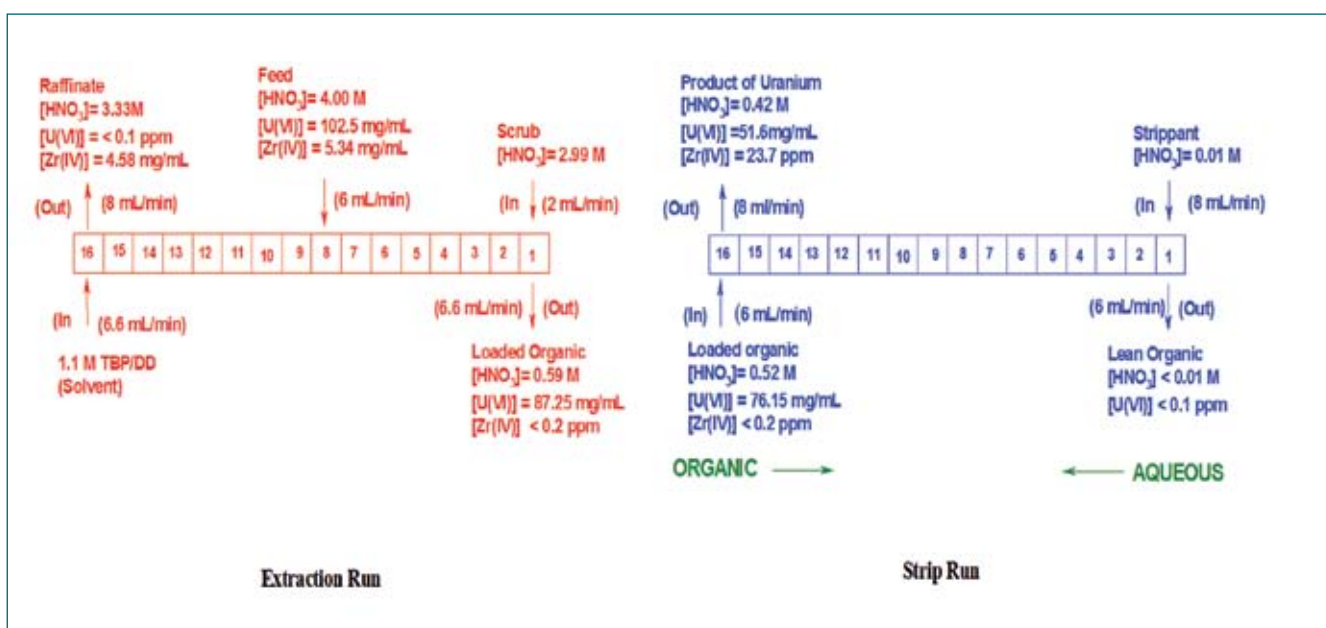 Raffinate
[HNO3]= 3.33M
[U(VI)] = < 0.1 ppm
[Zr(IV)] = 4.58 mg/mL
(Out)
(8 mL/min)
Feed
[HNO3]= 4.00 M
[U(VI)] = 102.5 mg/mL
[Zr(IV)] = 5.34 mg/mL
(6 mL/min)
Scrub
[HNO3]=2.99 M
(In
(2 mL/min)
16 15 14 13 12 11 10 9 8 7 6 5 4 3 2 1
(In
(6.6 mL/min)
1.1 M TBP/DD
(Solvent)
(6.6 mL/min)
(Out)
Loaded Organic
[HNO3]= 0.59 M
[U(VI)] = 87.25 mg/mL
[Zr(IV)] < 0.2 ppm
Extraction Run
Product of Uranium
[HNO3]= 0.42 M
[U(VI)] =51.6mg/mL
[Zr(IV)] = 23.7 ppm
(Out)
(8 ml/min)
Strippant
[HNO3]= 0.01 M
(In)
(8 mL/min)
16 15 14 13 12 11 10 9 8 7 6 5 4 3 2 1
(In)
(6 mL/min)
Loaded organic
[HNO3]= 0.52 M
[U(VI)] = 76.15 mg/mL
[Zr(IV)] < 0.2 ppm
(6 mL/min)
(Out)
Lean Organic
[HNO3] < 0.01 M
[U(VI)] < 0.1 ppm
ORGANIC
AQUEOUS
Strip Run